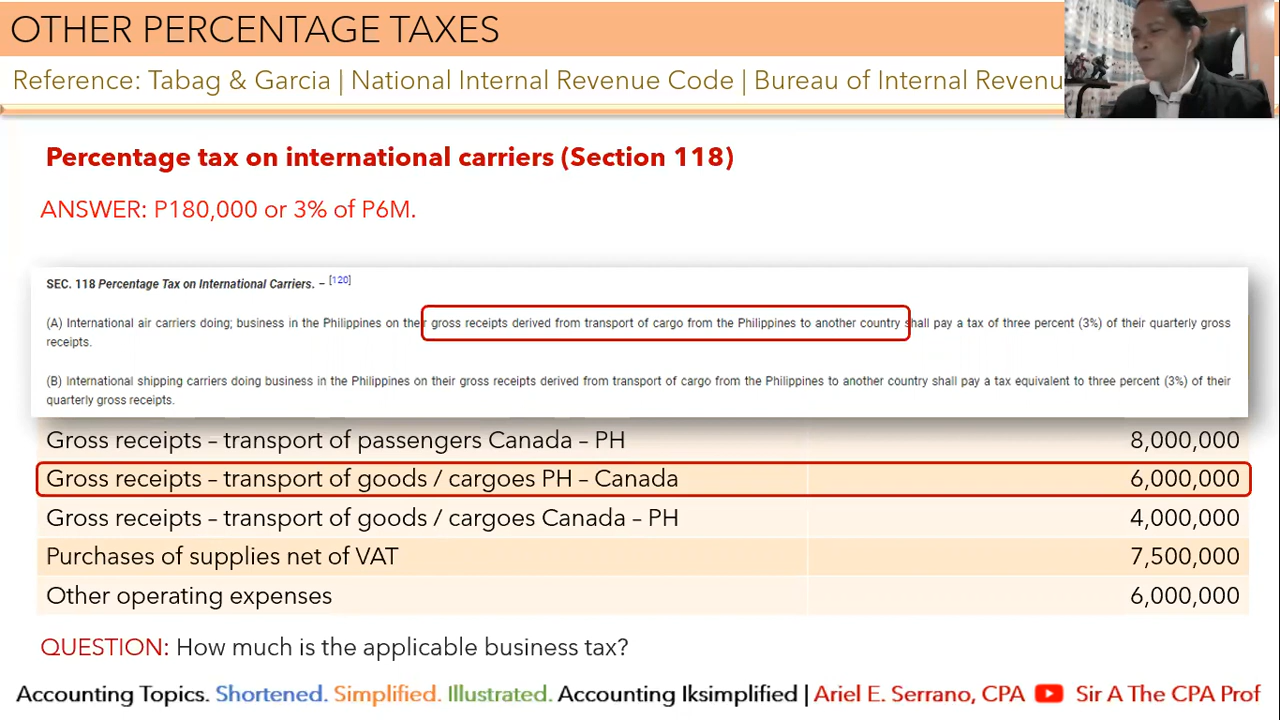 OTHER PERCENTAGE TAXES
Reference: Tabag & Garcia | National Internal Revenue Code | Bureau of Internal Revenu
Percentage tax on international carriers (Section 118)
ANSWER: P180,000 or 3% of P6M.
SEC. 118 Percentage Tax on International Carriers. – [120]
(A) International air carriers doing; business in the Philippines on their gross receipts derived from transport of cargo from the Philippines to another country shall pay a tax of three percent (3%) of their quarterly gross
receipts.
(B) International shipping carriers doing business in the Philippines on their gross receipts derived from transport of cargo from the Philippines to another country shall pay a tax equivalent to three percent (3%) of their
quarterly gross receipts.
Gross receipts – transport of passengers Canada – PH 8,000,000
Gross receipts – transport of goods / cargoes PH – Canada 6,000,000
Gross receipts – transport of goods / cargoes Canada – PH 4,000,000
Purchases of supplies net of VAT 7,500,000
Other operating expenses 6,000,000
QUESTION: How much is the applicable business tax?
Accounting Topics. Shortened. Simplified. Illustrated. Accounting Iksimplified | Ariel E. Serrano, CPA Sir A The CPA Prof